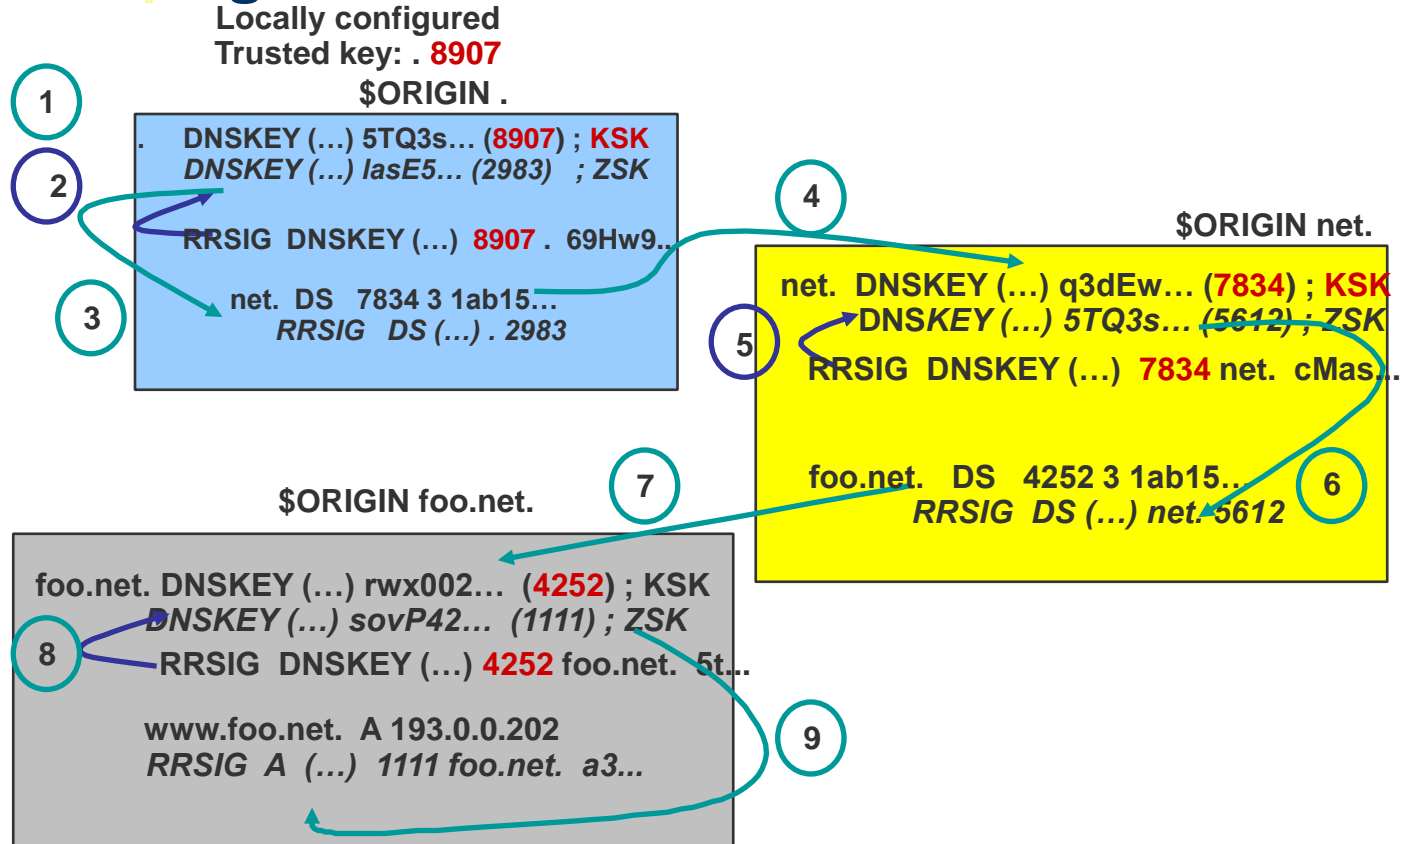 Locally configured
Trusted key: . 8907
$ORIGIN .
1
. DNSKEY (…) 5TQ3s… (8907) ; KSK
DNSKEY (…) lasE5… (2983) ; ZSK
2
RRSIG DNSKEY (…) 8907 . 69Hw9..
net. DS 7834 3 1ab15…
RRSIG DS (…) . 2983
3
4
$ORIGIN net.
net. DNSKEY (…) q3dEw… (7834) ; KSK
DNSKEY (…) 5TQ3s… (5612) ; ZSK
5
RRSIG DNSKEY (…) 7834 net. cMas...
foo.net. DS 4252 3 1ab15…
RRSIG DS (…) net. 5612
6
7
$ORIGIN foo.net.
foo.net. DNSKEY (…) rwx002… (4252) ; KSK
DNSKEY (…) sovP42… (1111) ; ZSK
8
RRSIG DNSKEY (…) 4252 foo.net. 5t...
www.foo.net. A 193.0.0.202
RRSIG A (…) 1111 foo.net. a3...
9